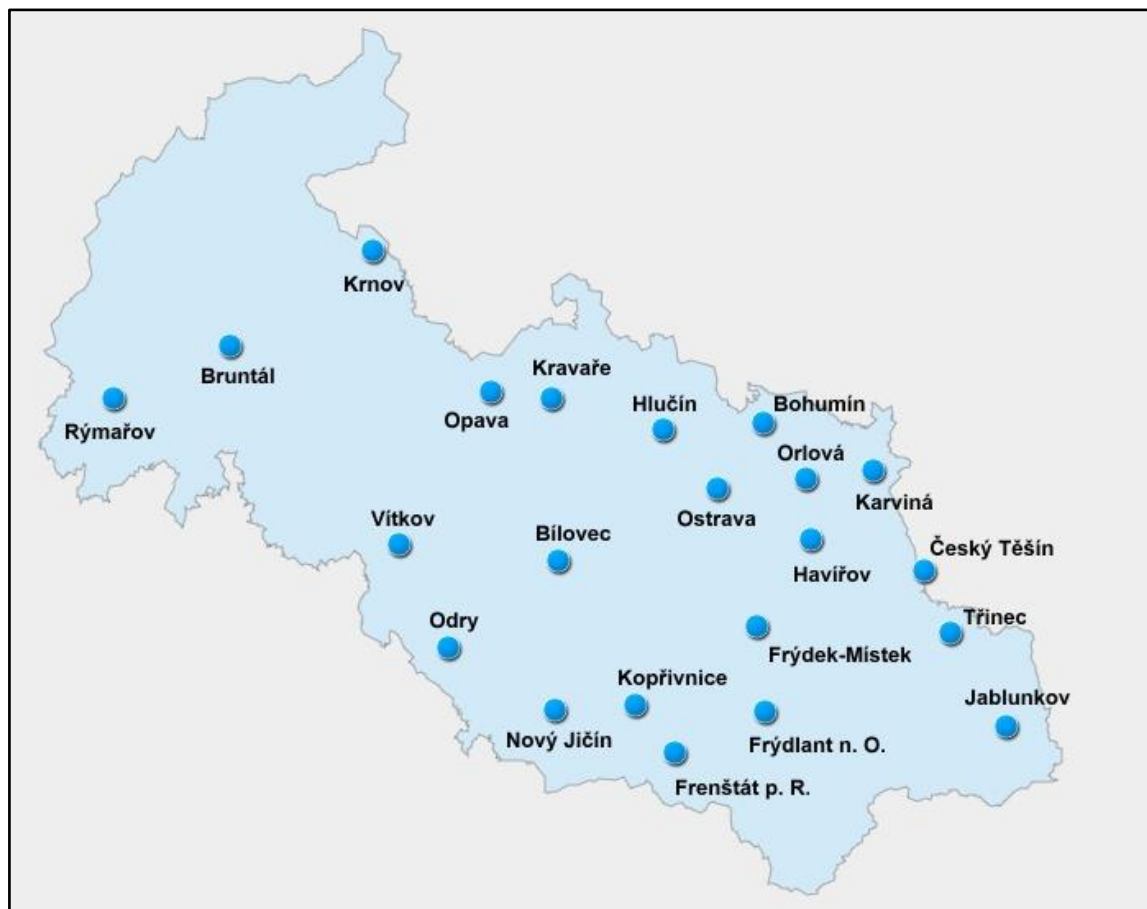 Krnov
Bruntál
Rýmařov
Opava
Kravaře
Hlučín
Bohumín
Orlová
Karviná
Ostrava
Vítkov
Bílovec
Havířov
Český Těšín
Odry
Třinec
Frýdek-Místek
Kopřivnice
Jablunkov
Nový Jičín
Frýdlant n. O.
Frenštát p. R.